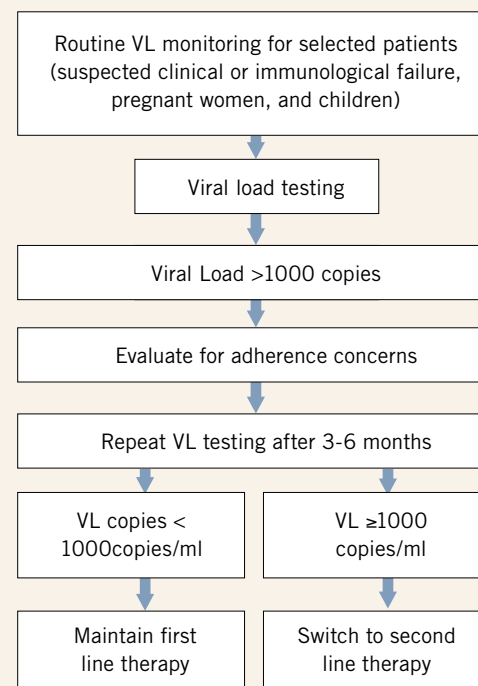 Routine VL monitoring for selected patients
(suspected clinical or immunological failure,
pregnant women, and children)
Viral load testing
Viral Load >1000 copies
Evaluate for adherence concerns
Repeat VL testing after 3-6 months
VL copies <
1000copies/ml
VL ≥1000
copies/ml
Maintain first
line therapy
Switch to second
line therapy